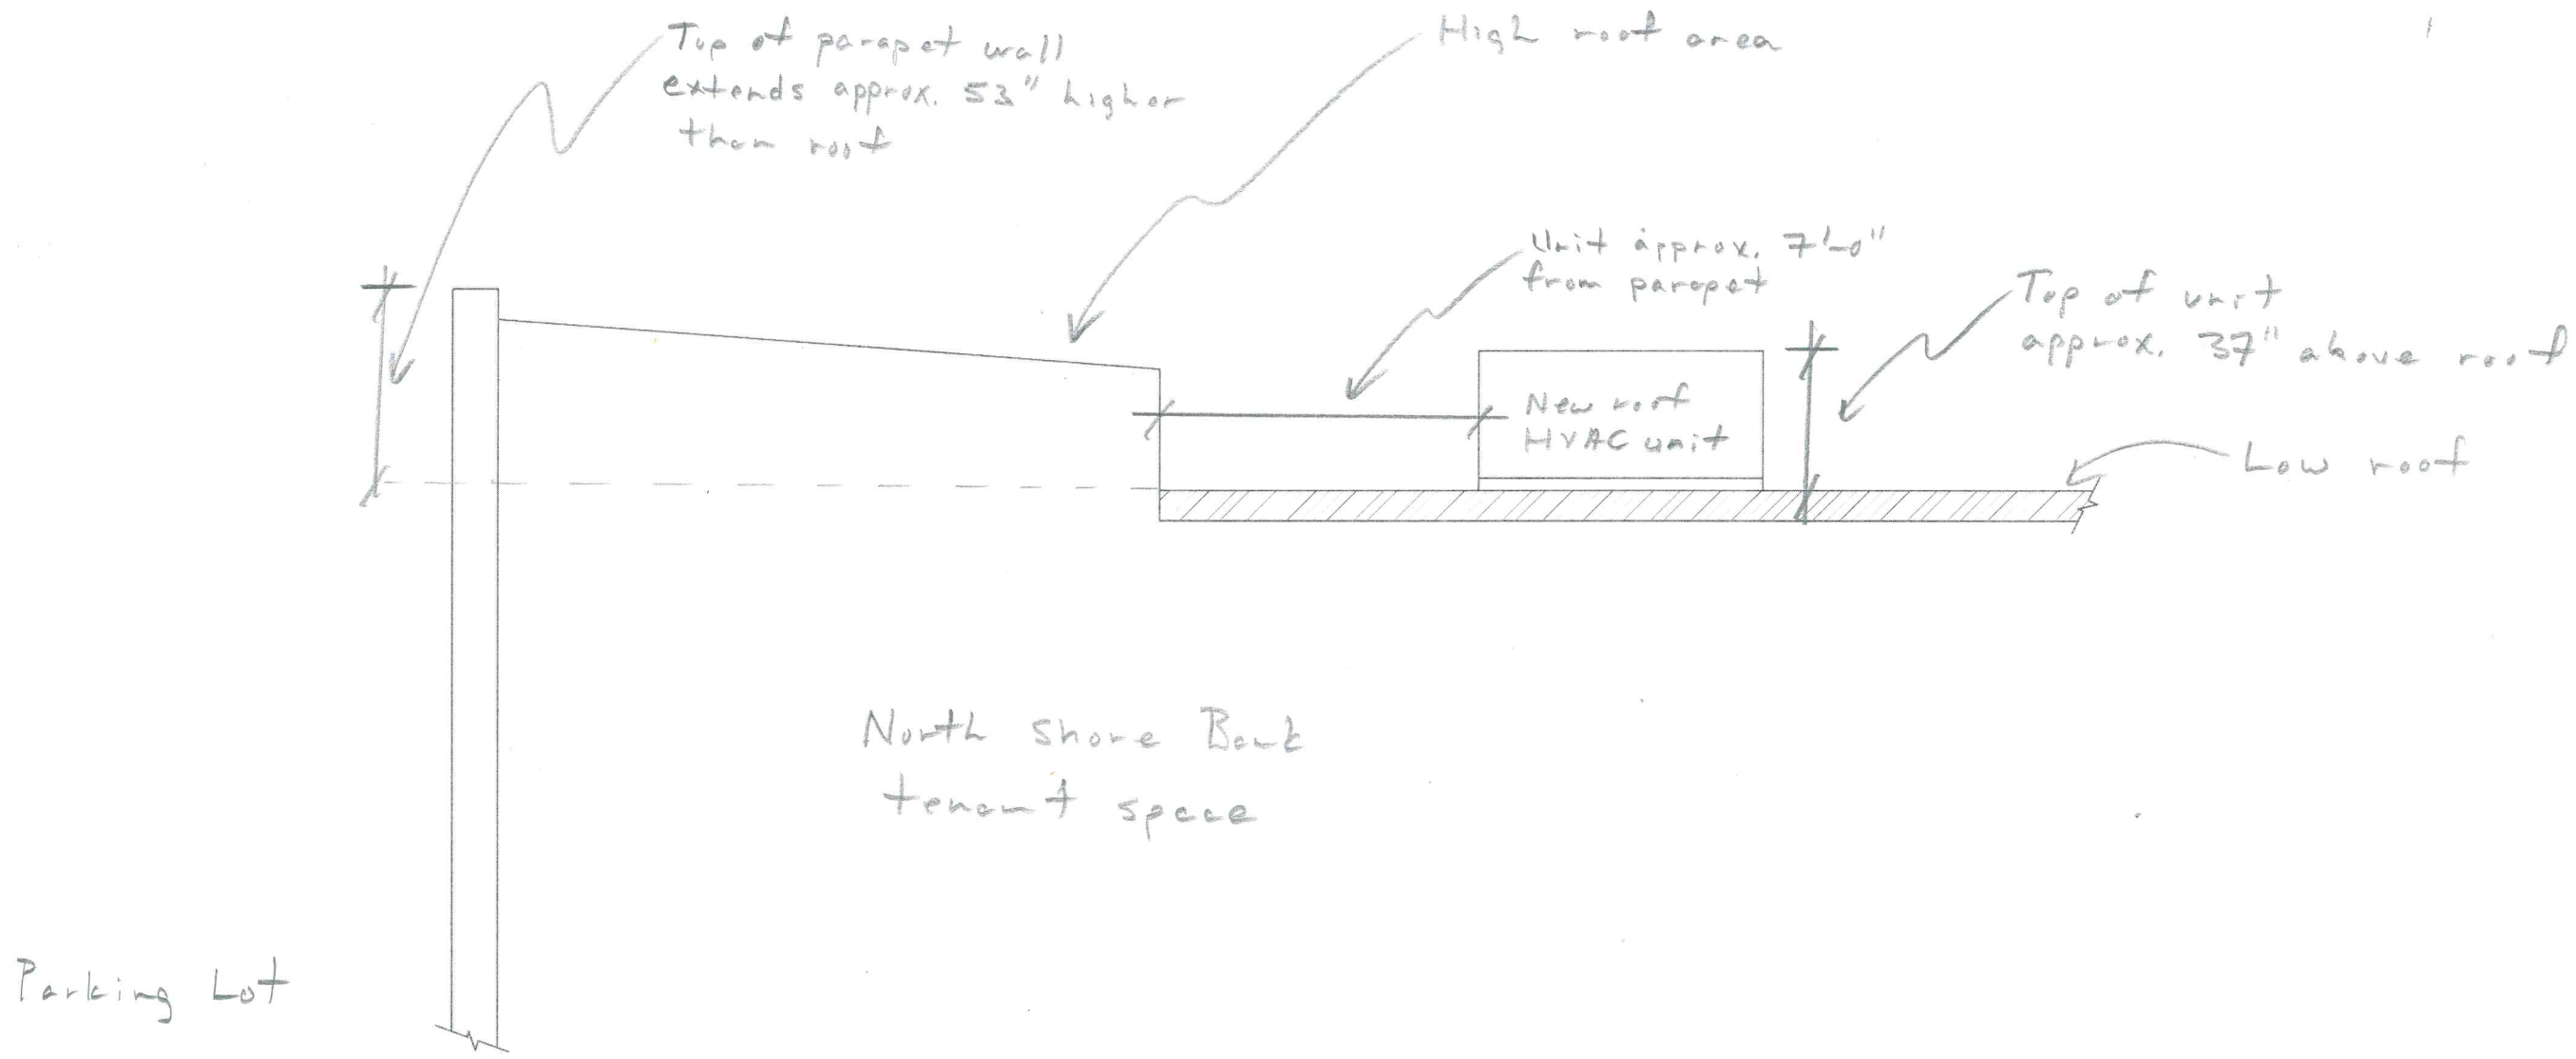 Top of parapet wall
extends approx. 53" higher
than roof
High roof area
Unit approx. 7'-0"
from parapet
Top of unit
approx. 37" above roof
New roof
HVAC unit
Low roof
North Shore Bank
tenant space
Parking Lot